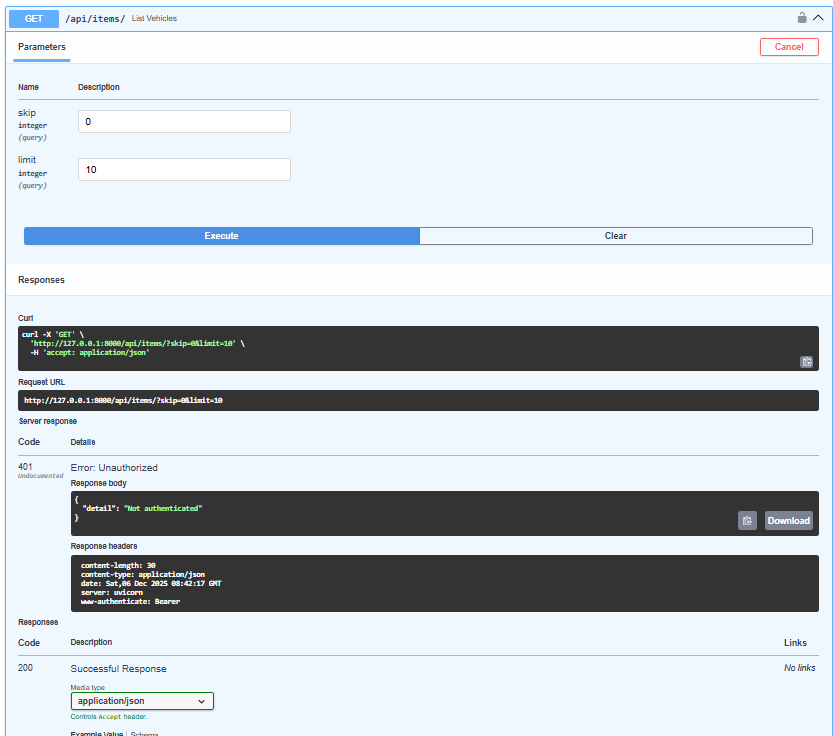 GET /api/items/ List Vehicles
Parameters Cancel
Name Description
skip
integer
(query)
0
limit
integer
(query)
10
Execute Clear
Responses
Curl
curl -X 'GET' \
'http://127.0.0.1:8000/api/items/?skip=0&limit=10' \
-H 'accept: application/json'
Request URL
http://127.0.0.1:8000/api/items/?skip=0&limit=10
Server response
Code Details
401
Undocumented
Error: Unauthorized
Response body
{
"detail": "Not authenticated"
}
Download
Response headers
content-length: 30
content-type: application/json
date: Sat,06 Dec 2025 08:42:17 GMT
server: uvicorn
www-authenticate: Bearer
Responses
Code Description Links
200 Successful Response No links
Media type
application/json
Controls Accept header.
Example Value Schema